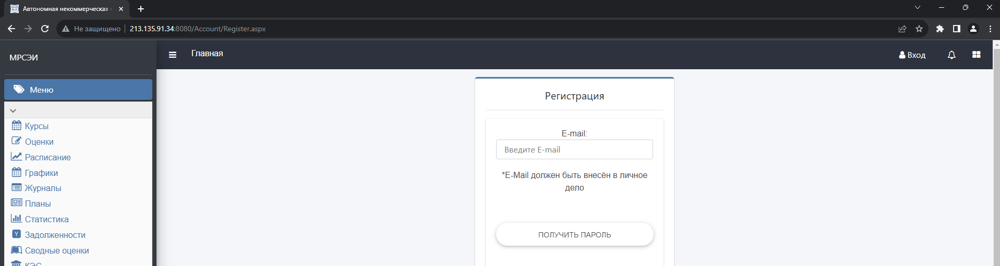 Автономная некоммерческая
Не защищено
213.135.91.34:8080/Account/Register.aspx
МРСЭИ
Главная
Вход
Меню
Курсы
Оценки
Расписание
Графики
Журналы
Планы
Статистика
Y Задолженности
Сводные оценки
КЭС
Регистрация
E-mail:
Введите E-mail
*E-Mail должен быть внесён в личное
дело
ПОЛУЧИТЬ ПАРОЛЬ